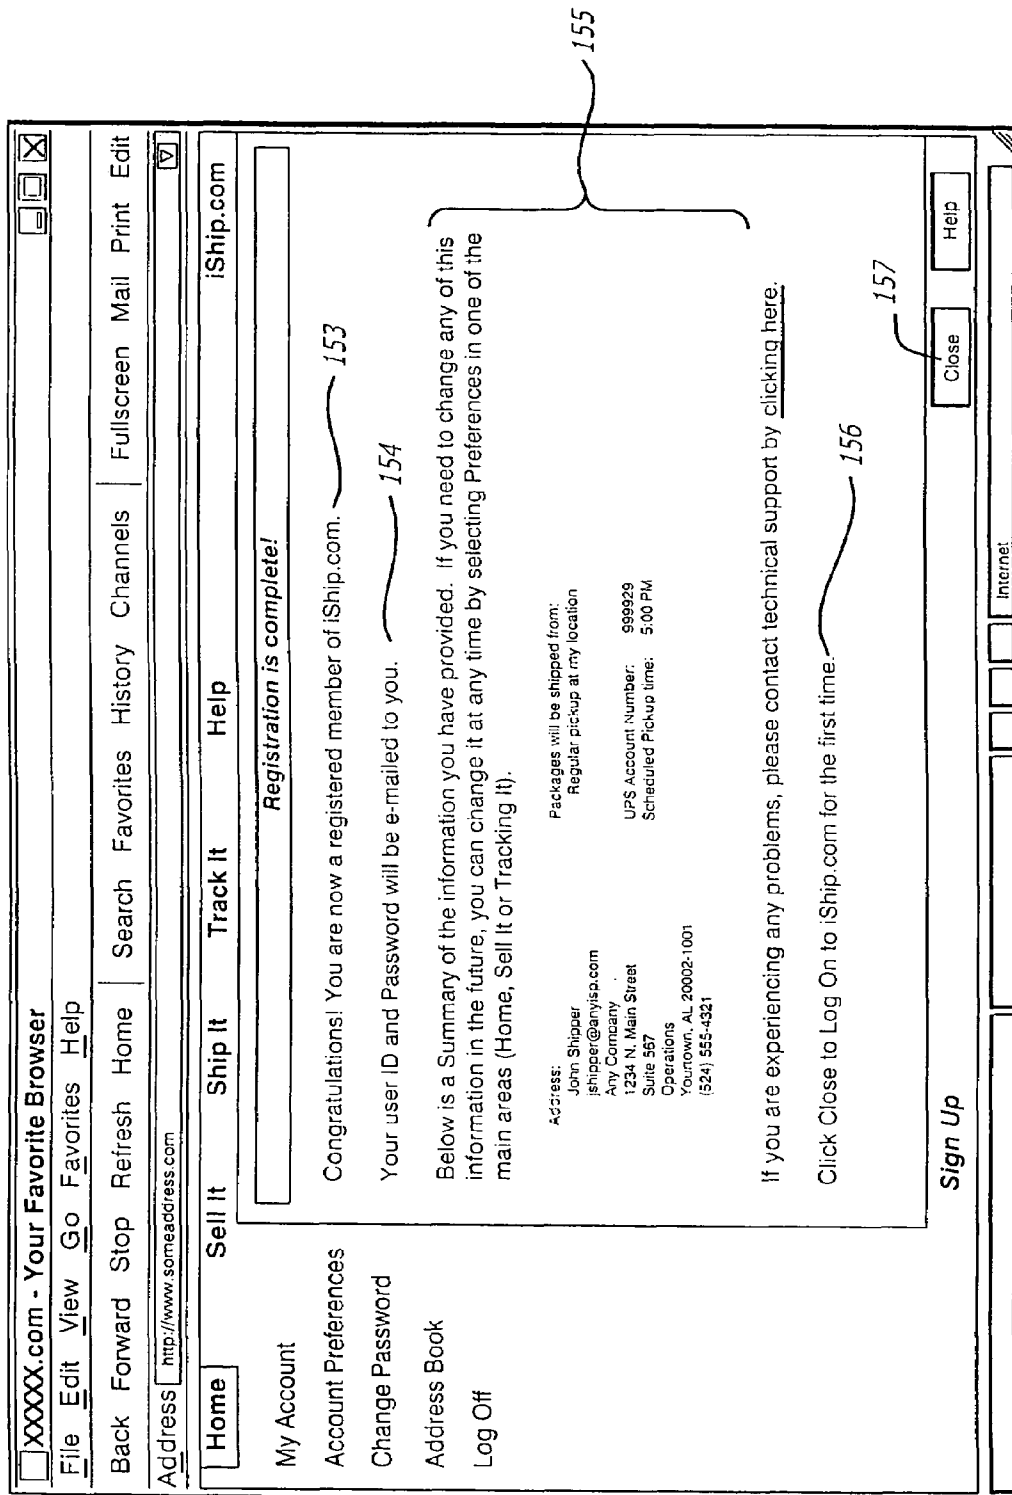 XXXXX.com - Your Favorite Browser
File Edit View Go Favorites Help
Back Forward Stop Refresh Home Search Favorites History Channels Fullscreen Mail Print Edit
Address http://www.someaddress.com
Home Sell It Ship It Track It Help iShip.com
My Account
Account Preferences
Change Password
Address Book
Log Off
Registration is complete!
Congratulations! You are now a registered member of iShip.com. 153
Your user ID and Password will be e-mailed to you. 154
Below is a Summary of the information you have provided. If you need to change any of this
information in the future, you can change it at any time by selecting Preferences in one of the
main areas (Home, Sell It or Tracking It).
155
Address:
John Shipper
jshipper@anyisp.com
Any Company
1234 N. Main Street
Suite 567
Operations
Yourtown, AL 20002-1001
(524) 555-4321
Packages will be shipped from:
Regular pickup at my location
UPS Account Number: 999929
Scheduled Pickup time: 5:00 PM
If you are experiencing any problems, please contact technical support by clicking here.
Click Close to Log On to iShip.com for the first time. 156
157
Sign Up Close Help
Internet